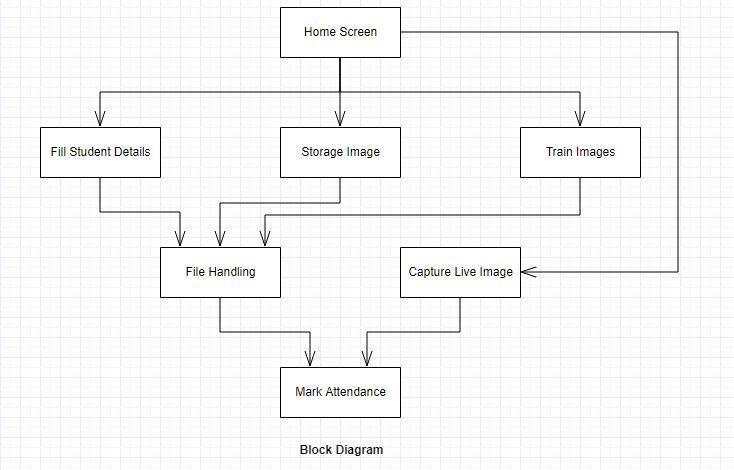 Home Screen
Fill Student Details
Storage Image
Train Images
File Handling
Capture Live Image
Mark Attendance
Block Diagram